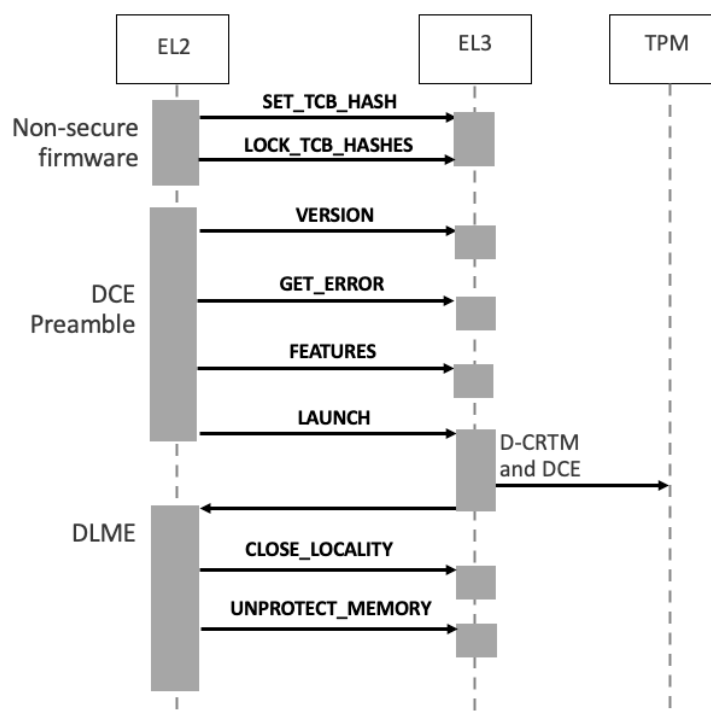 EL2
EL3
TPM
SET_TCB_HASH
Non-secure
firmware
LOCK_TCB_HASHES
VERSION
DCE
Preamble
GET_ERROR
FEATURES
LAUNCH
D-CRTM
and DCE
DLME
CLOSE_LOCALITY
UNPROTECT_MEMORY